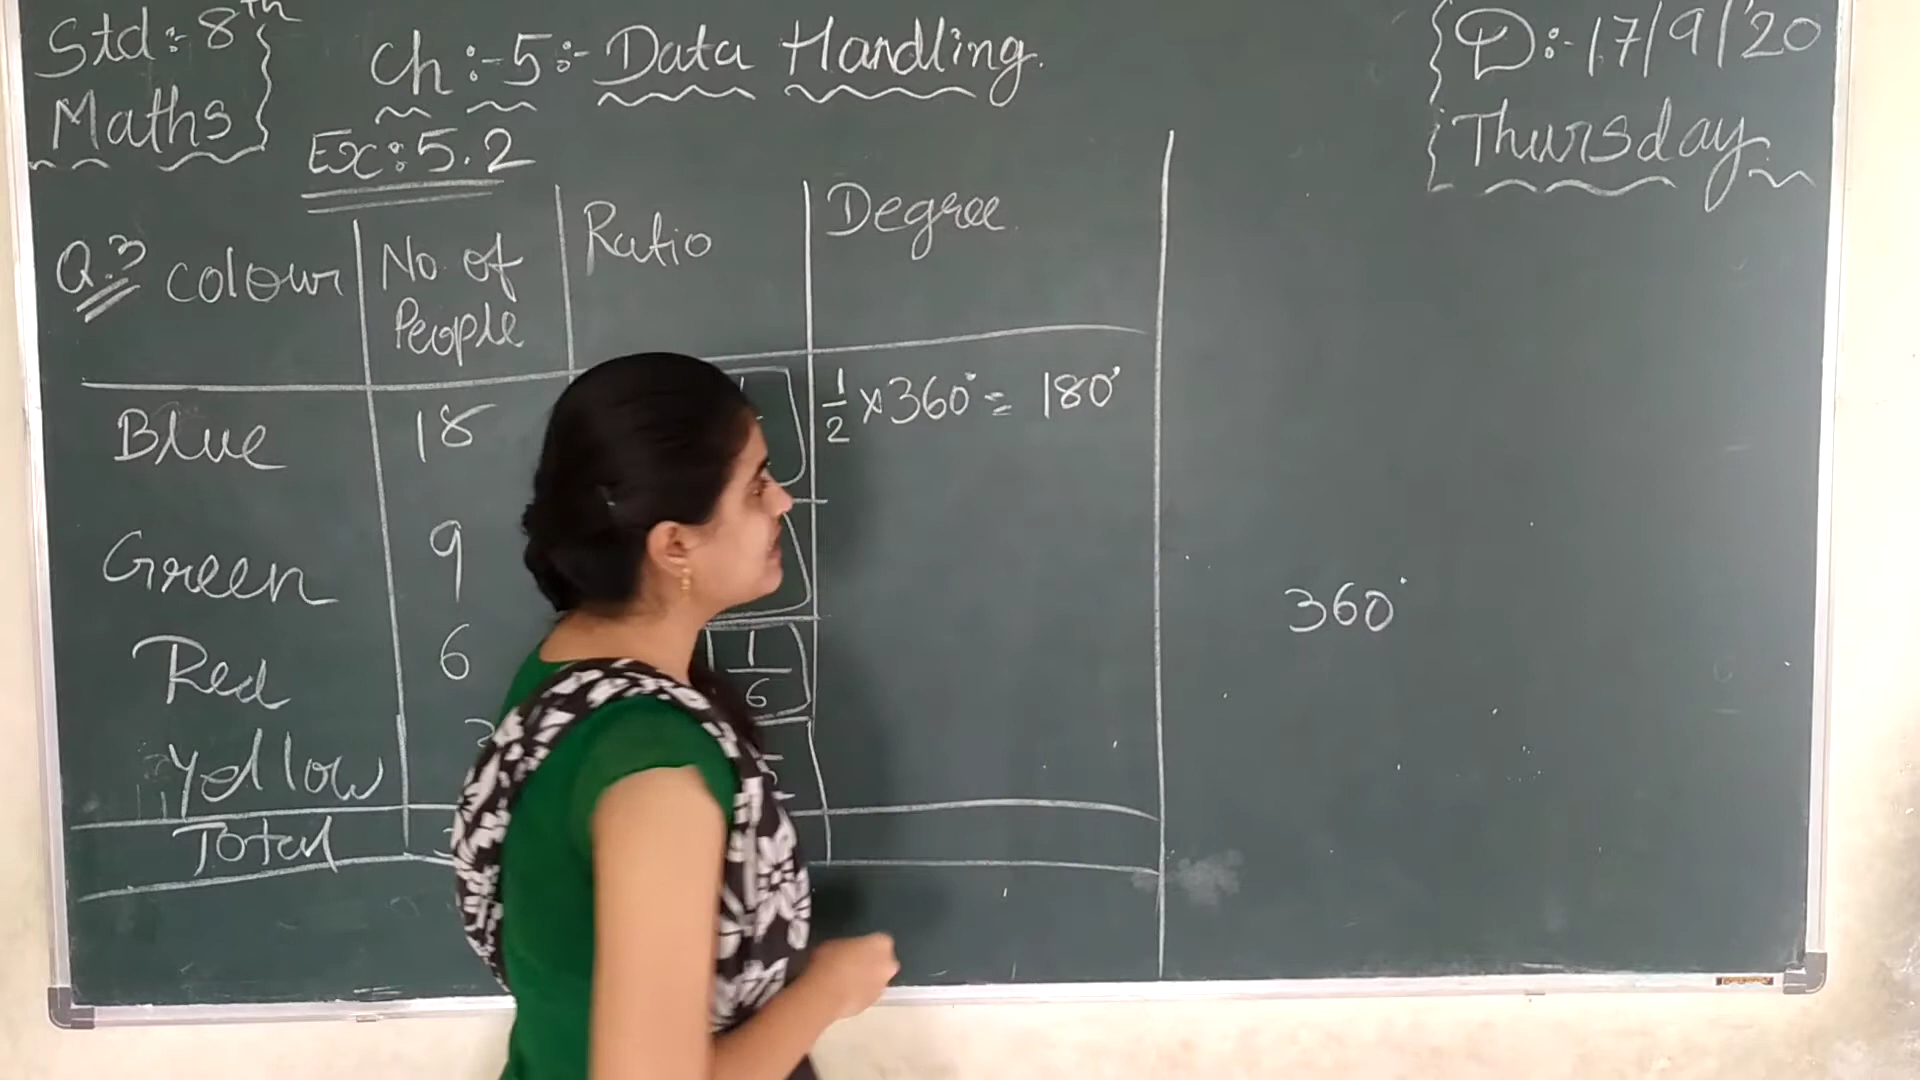 Std:- 8th
Maths
Ch:-5:- Data Handling.
D:-17/9/'20
Thursday
Ex:5.2
Q.3 colour No. of People Ratio Degree
Blue 18 1/2 × 360° = 180°
Green 9
Red 6 1/6
Yellow
Total
360°